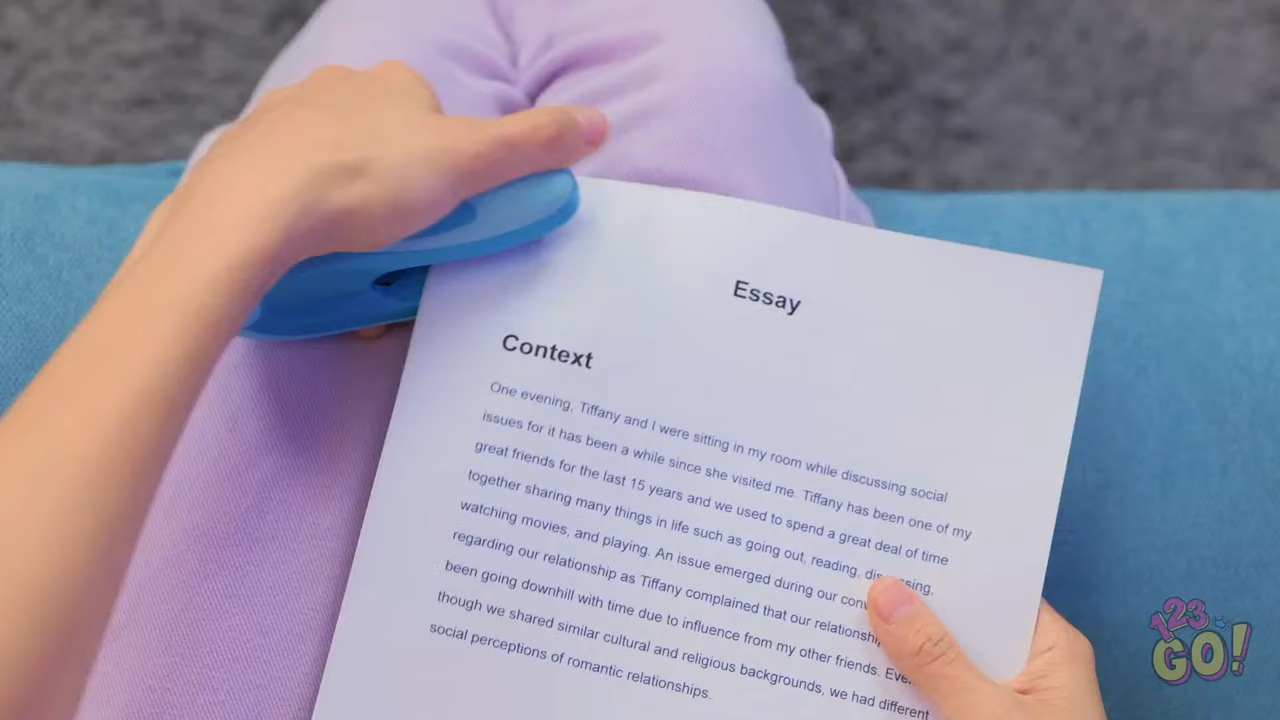 Essay
Context
One evening, Tiffany and I were sitting in my room while discussing social
issues for it has been a while since she visited me. Tiffany has been one of my
great friends for the last 15 years and we used to spend a great deal of time
together sharing many things in life such as going out, reading,
watching movies, and playing. An issue emerged during our
regarding our relationship as Tiffany complained that our
been going downhill with time due to influence from my other friends.
though we shared similar cultural and religious backgrounds, we had different
social perceptions of romantic relationships.
123
GO!